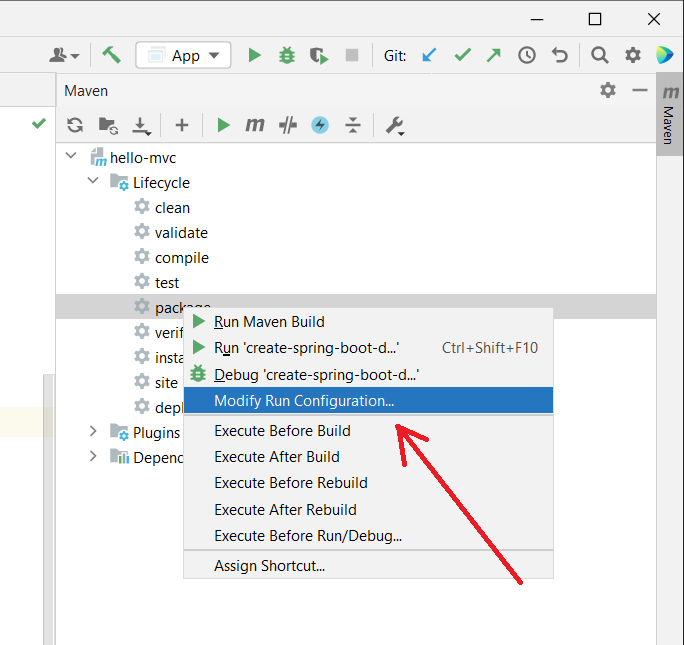 App
Git:
Maven
m
Maven
m
hello-mvc
Lifecycle
clean
validate
compile
test
package
Run Maven Build
Run 'create-spring-boot-d...' Ctrl+Shift+F10
Debug 'create-spring-boot-d...'
Modify Run Configuration...
Execute Before Build
Execute After Build
Execute Before Rebuild
Execute After Rebuild
Execute Before Run/Debug...
Assign Shortcut...
verif
insta
site
depl
Plugins
Depenc